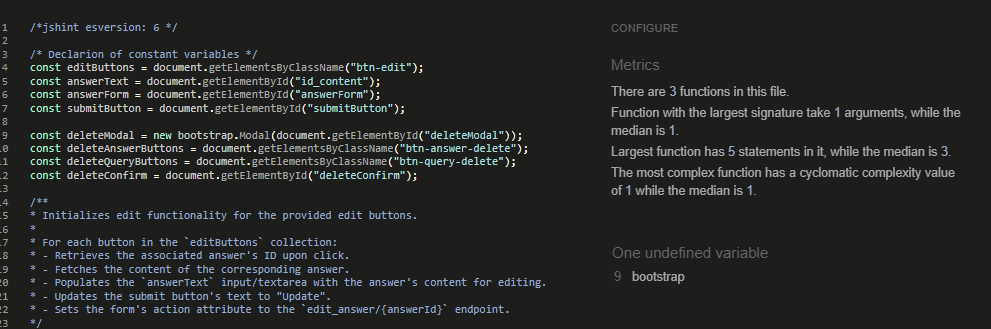 1 /*jshint esversion: 6 */
2
3 /* Declarion of constant variables */
4 const editButtons = document.getElementsByClassName("btn-edit");
5 const answerText = document.getElementById("id_content");
6 const answerForm = document.getElementById("answerForm");
7 const submitButton = document.getElementById("submitButton");
8
9 const deleteModal = new bootstrap.Modal(document.getElementById("deleteModal"));
10 const deleteAnswerButtons = document.getElementsByClassName("btn-answer-delete");
11 const deleteQueryButtons = document.getElementsByClassName("btn-query-delete");
12 const deleteConfirm = document.getElementById("deleteConfirm");
13
14 /**
15 * Initializes edit functionality for the provided edit buttons.
16 *
17 * For each button in the `editButtons` collection:
18 * - Retrieves the associated answer's ID upon click.
19 * - Fetches the content of the corresponding answer.
20 * - Populates the `answerText` input/textarea with the answer's content for editing.
21 * - Updates the submit button's text to "Update".
22 * - Sets the form's action attribute to the `edit_answer/{answerId}` endpoint.
23 */
CONFIGURE
Metrics
There are 3 functions in this file.
Function with the largest signature take 1 arguments, while the
median is 1.
Largest function has 5 statements in it, while the median is 3.
The most complex function has a cyclomatic complexity value
of 1 while the median is 1.
One undefined variable
9 bootstrap